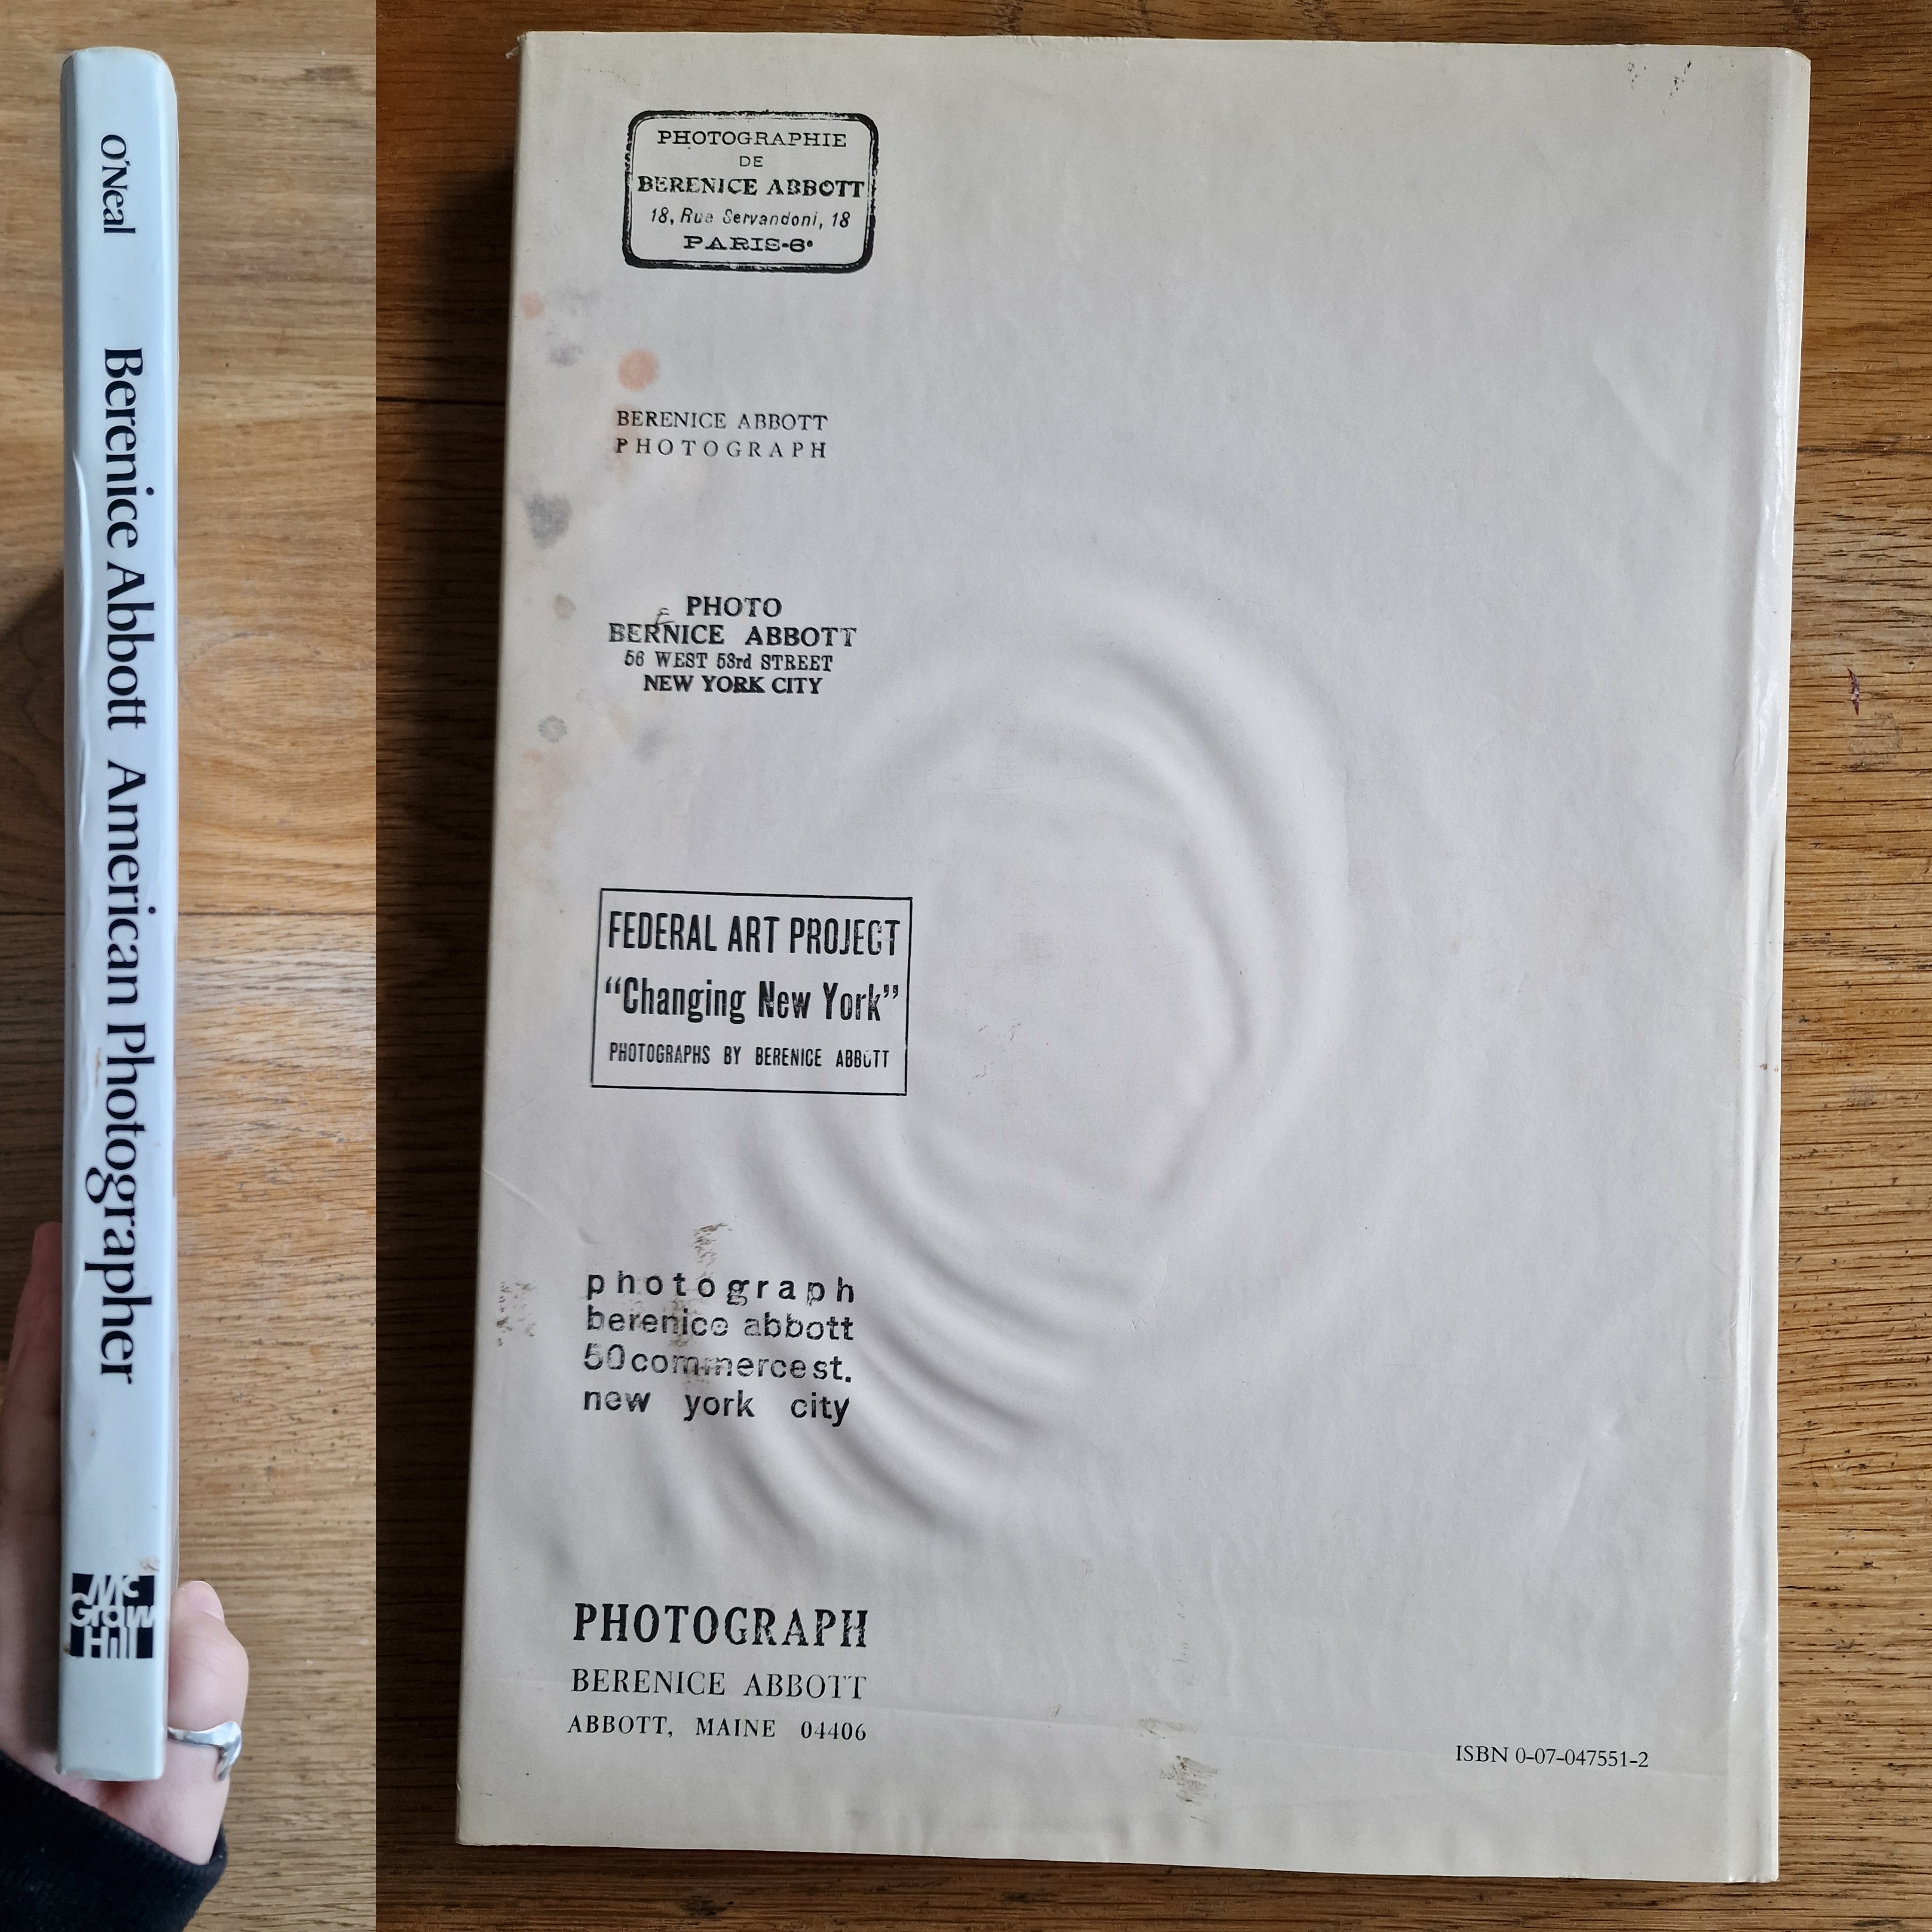 O'Neal
Berenice Abbott American Photographer
Mc
Graw
Hill
PHOTOGRAPHIE
DE
BERENICE ABBOTT
18, Rue Servandoni, 18
PARIS-6e
BERENICE ABBOTT
PHOTOGRAPH
PHOTO
E
BERNICE ABBOTT
56 WEST 53rd STREET
NEW YORK CITY
FEDERAL ART PROJECT
“Changing New York”
PHOTOGRAPHS BY BERENICE ABBOTT
photograph
berenice abbott
50 commerce st.
new york city
PHOTOGRAPH
BERENICE ABBOTT
ABBOTT, MAINE 04406
ISBN 0-07-047551-2